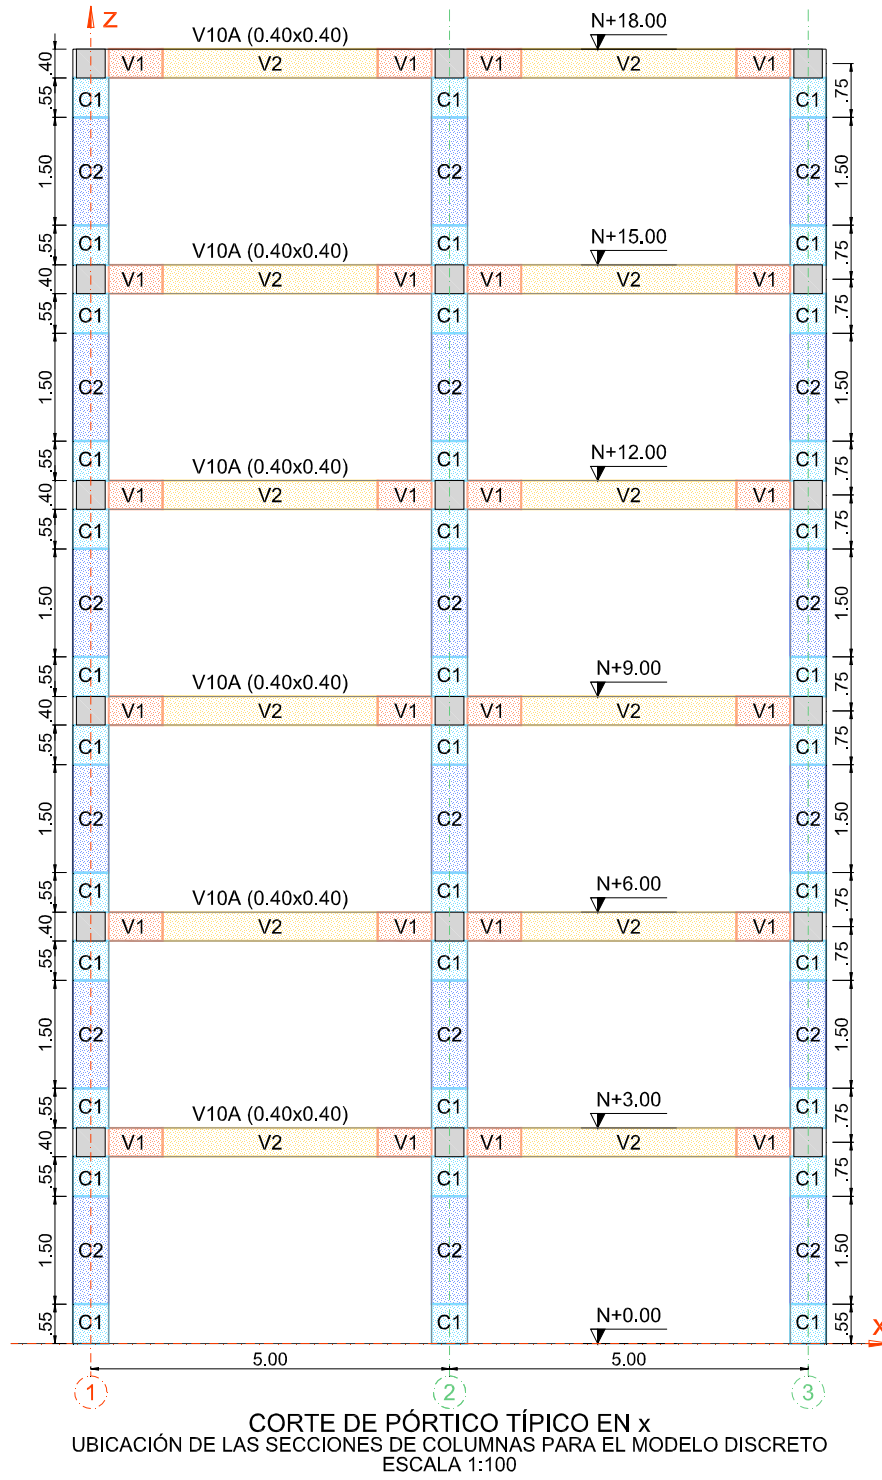 z
V10A (0.40x0.40)
N+18.00
.40
V1 V2 V1 V1 V2 V1
.55
C1 C1 C1
.75
1.50
C2 C2 C2
1.50
.55
C1 C1 C1
.75
V10A (0.40x0.40)
N+15.00
.40
V1 V2 V1 V1 V2 V1
.55
C1 C1 C1
.75
1.50
C2 C2 C2
1.50
.55
C1 C1 C1
.75
V10A (0.40x0.40)
N+12.00
.40
V1 V2 V1 V1 V2 V1
.55
C1 C1 C1
.75
1.50
C2 C2 C2
1.50
.55
C1 C1 C1
.75
V10A (0.40x0.40)
N+9.00
.40
V1 V2 V1 V1 V2 V1
.55
C1 C1 C1
.75
1.50
C2 C2 C2
1.50
.55
C1 C1 C1
.75
V10A (0.40x0.40)
N+6.00
.40
V1 V2 V1 V1 V2 V1
.55
C1 C1 C1
.75
1.50
C2 C2 C2
1.50
.55
C1 C1 C1
.75
V10A (0.40x0.40)
N+3.00
.40
V1 V2 V1 V1 V2 V1
.55
C1 C1 C1
.75
1.50
C2 C2 C2
1.50
.55
C1 C1 C1
.55
N+0.00
x
5.00 5.00
1 2 3
CORTE DE PÓRTICO TÍPICO EN x
UBICACIÓN DE LAS SECCIONES DE COLUMNAS PARA EL MODELO DISCRETO
ESCALA 1:100